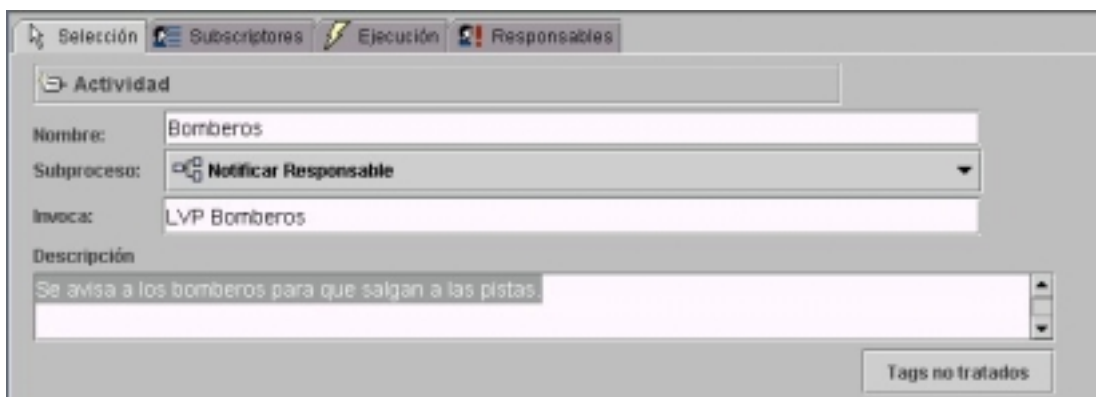 Selección Subscriptores Ejecución Responsables
Actividad
Nombre: Bomberos
Subproceso: Notificar Responsable
Invoca: LVP Bomberos
Descripción
Se avisa a los bomberos para que salgan a las pistas.
Tags no tratados